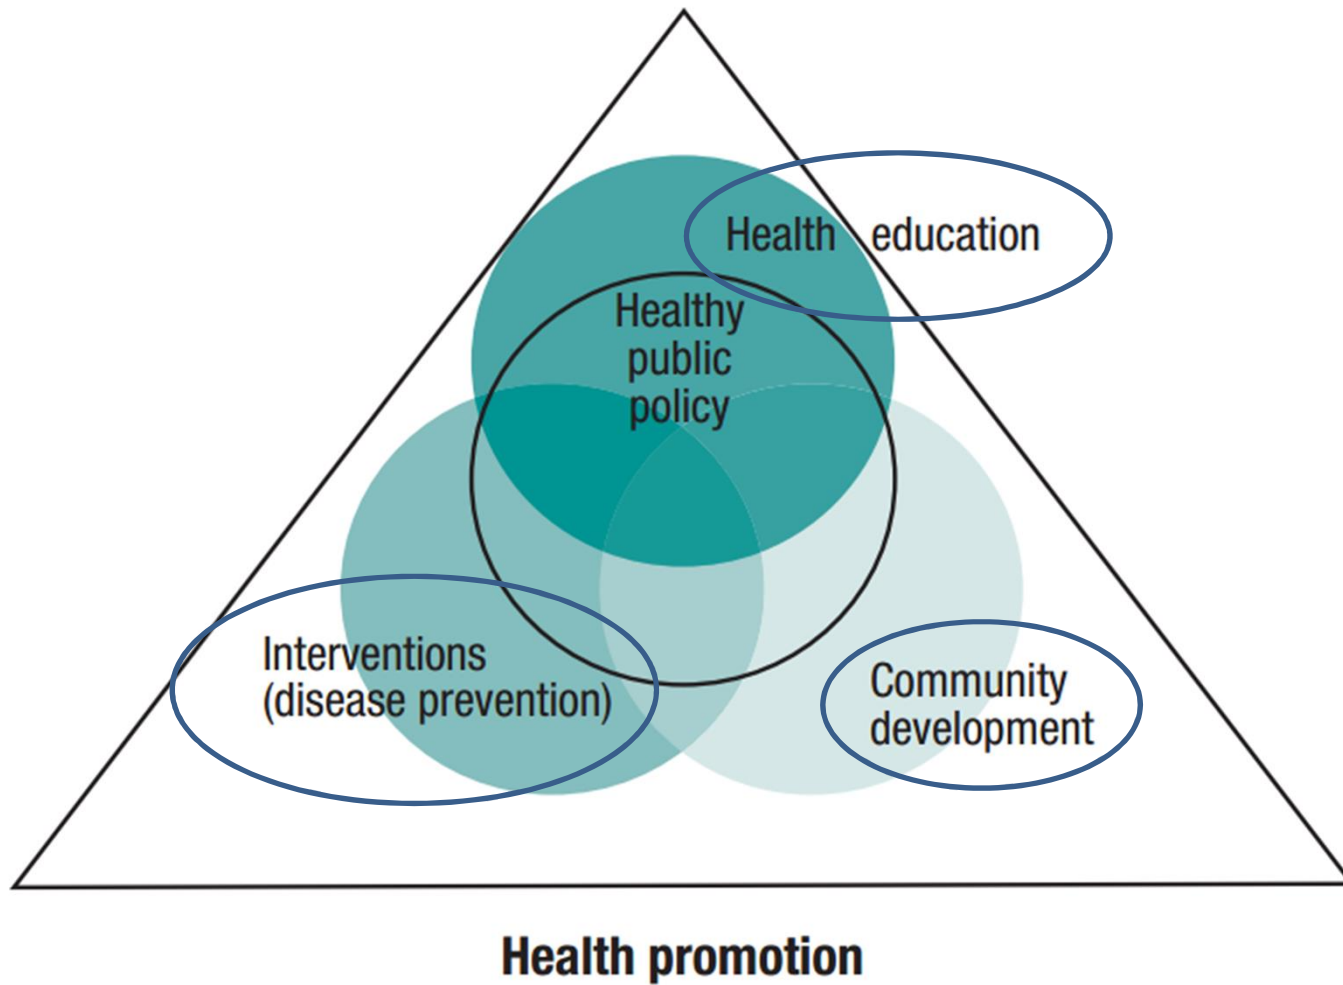 Health education
Healthy
public
policy
Interventions
(disease prevention)
Community
development
Health promotion